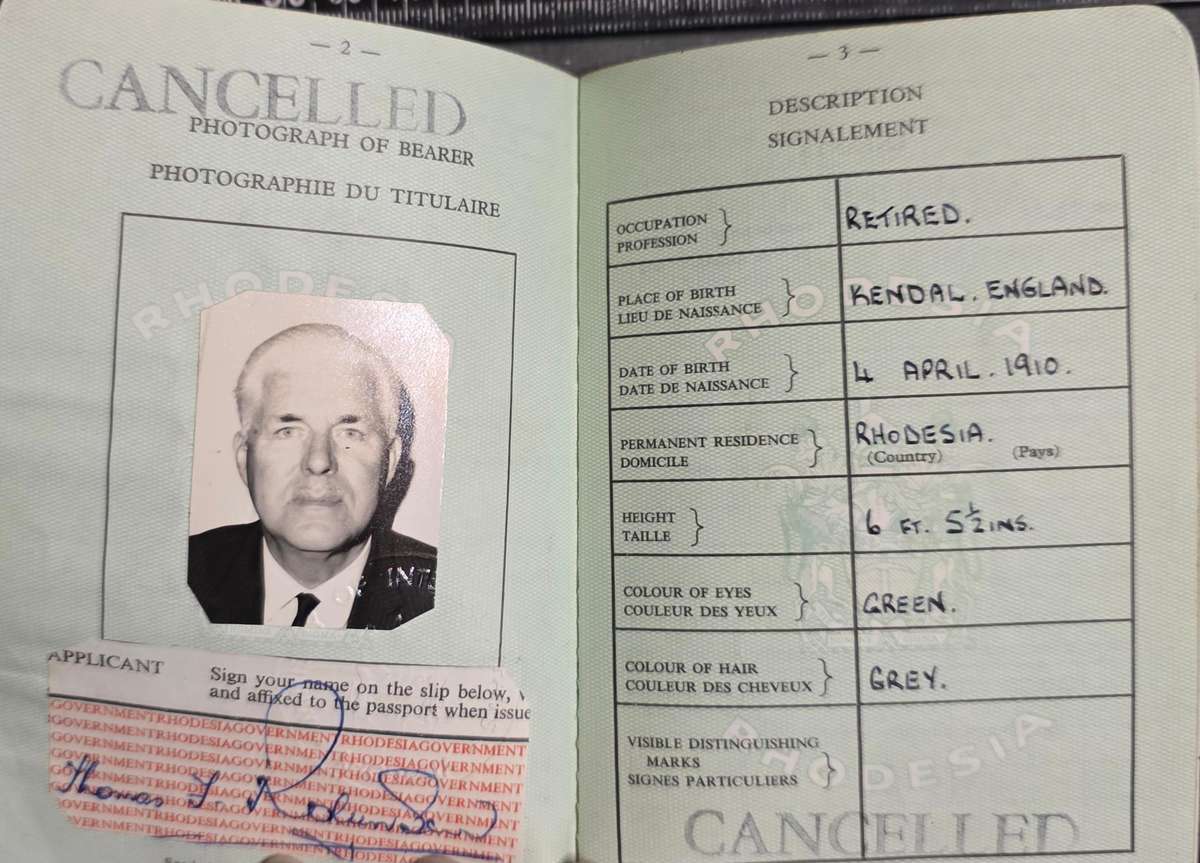 — 2 —
CANCELLED
PHOTOGRAPH OF BEARER
PHOTOGRAPHIE DU TITULAIRE
RHODESIA
APPLICANT
Sign your name on the slip below,
and affixed to the passport when issue
GOVERNMENTRHODESIAGOVERNMENTRHODESIAGOVERNMENT
Thomas
— 3 —
DESCRIPTION
SIGNALEMENT
OCCUPATION
PROFESSION
RETIRED.
PLACE OF BIRTH
LIEU DE NAISSANCE
KENDAL. ENGLAND.
DATE OF BIRTH
DATE DE NAISSANCE
4 APRIL. 1910.
PERMANENT RESIDENCE
DOMICILE
RHODESIA.
(Country) (Pays)
HEIGHT
TAILLE
6 FT. 5½ INS.
COLOUR OF EYES
COULEUR DES YEUX
GREEN.
COLOUR OF HAIR
COULEUR DES CHEVEUX
GREY.
VISIBLE DISTINGUISHING
MARKS
SIGNES PARTICULIERS
RHODESIA
RHODESIA
CANCELLED